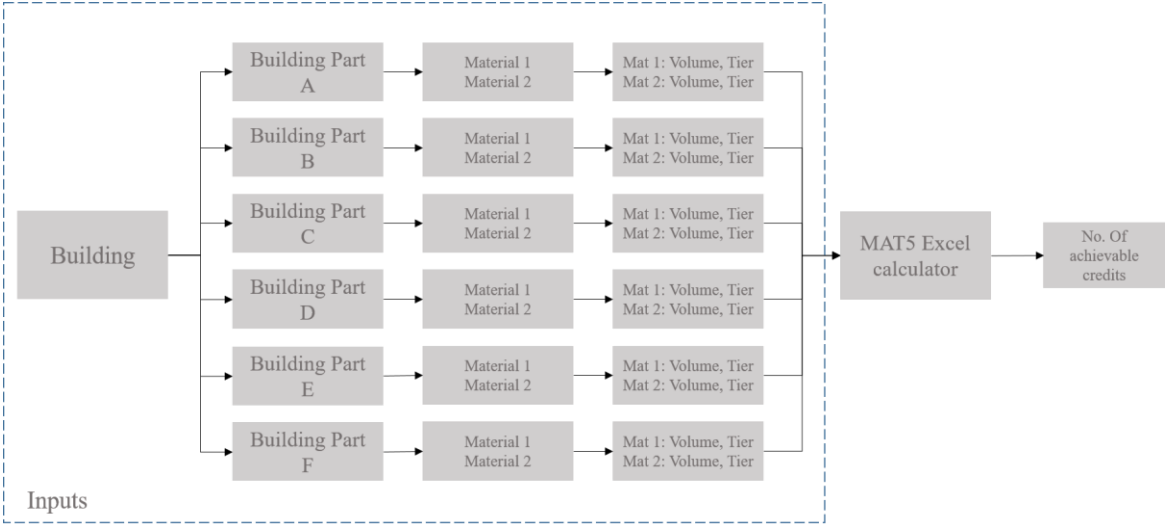 Building
Building Part
A
Material 1
Material 2
Mat 1: Volume, Tier
Mat 2: Volume, Tier
Building Part
B
Material 1
Material 2
Mat 1: Volume, Tier
Mat 2: Volume, Tier
Building Part
C
Material 1
Material 2
Mat 1: Volume, Tier
Mat 2: Volume, Tier
Building Part
D
Material 1
Material 2
Mat 1: Volume, Tier
Mat 2: Volume, Tier
Building Part
E
Material 1
Material 2
Mat 1: Volume, Tier
Mat 2: Volume, Tier
Building Part
F
Material 1
Material 2
Mat 1: Volume, Tier
Mat 2: Volume, Tier
MAT5 Excel
calculator
No. Of
achievable
credits
Inputs